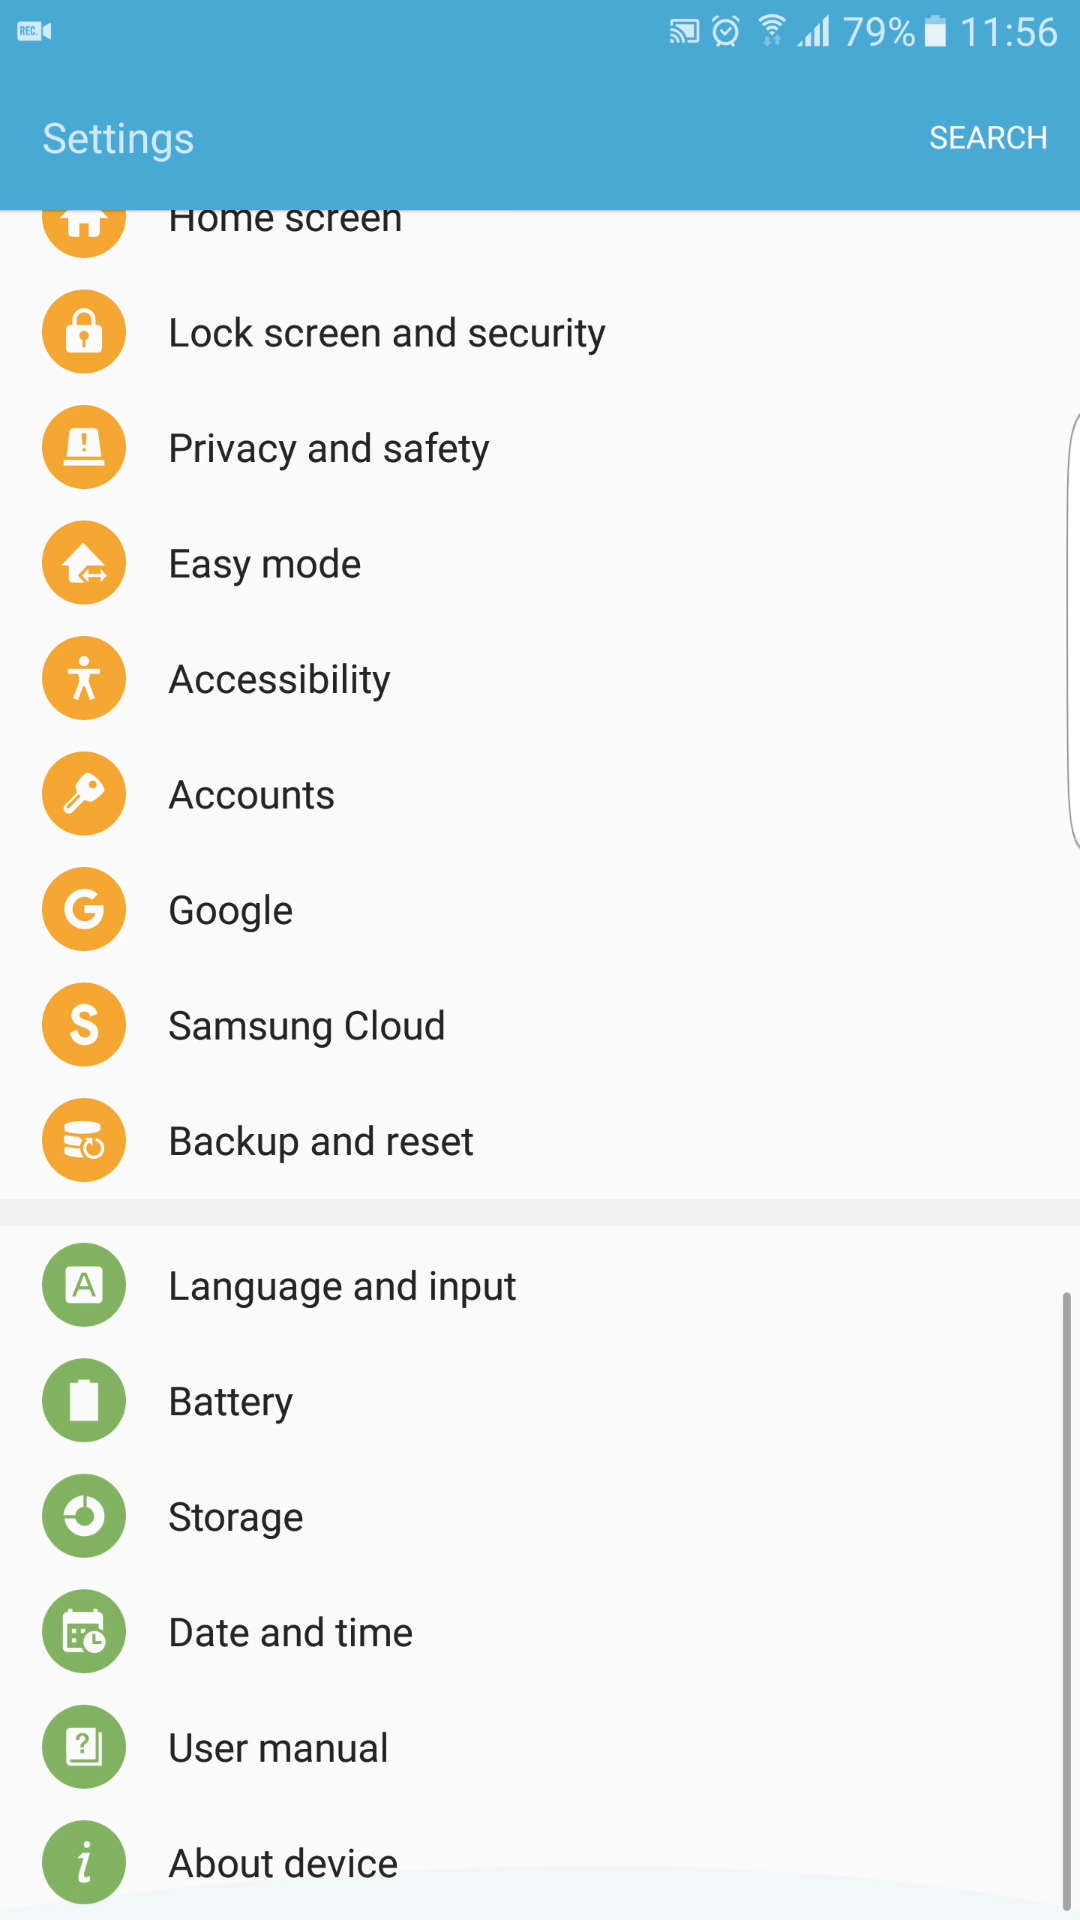 REC.
79% 11:56
Settings
SEARCH
Home screen
Lock screen and security
Privacy and safety
Easy mode
Accessibility
Accounts
G Google
S Samsung Cloud
Backup and reset
A Language and input
Battery
Storage
Date and time
? User manual
i About device